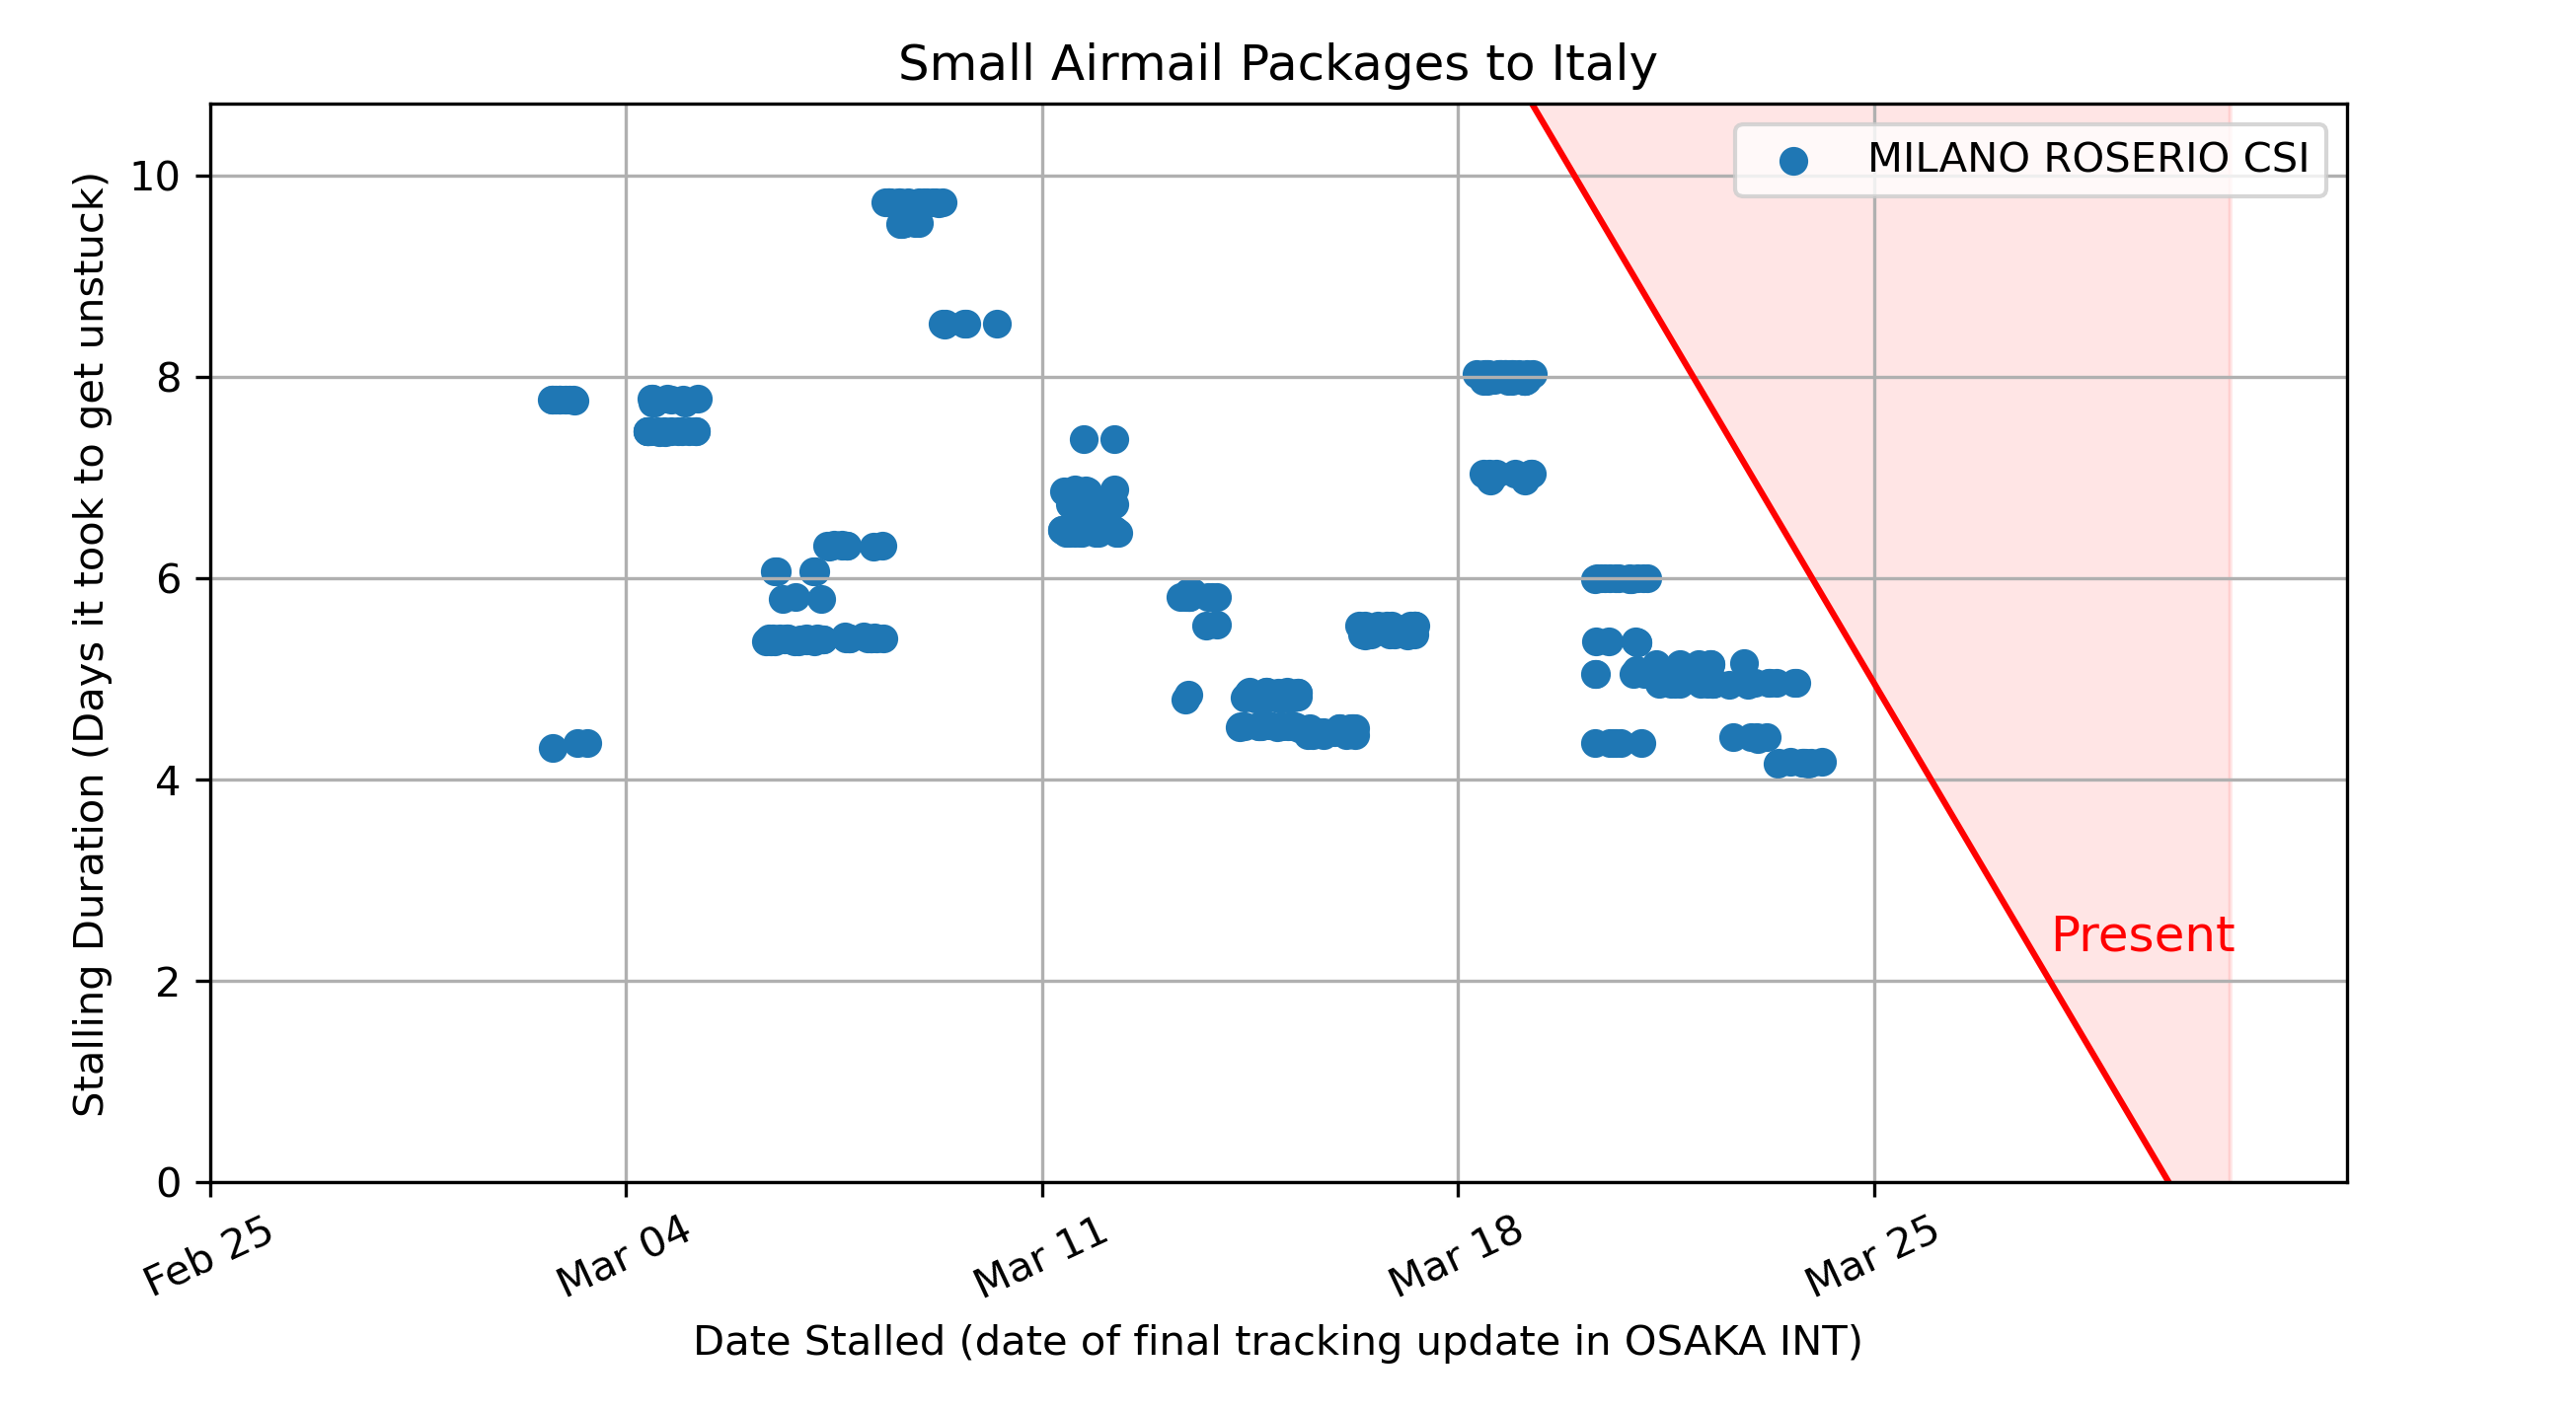 Small Airmail Packages to Italy
MILANO ROSERIO CSI
Stalling Duration (Days it took to get unstuck)
10
8
6
4
2
0
Present
Feb 25
Mar 04
Mar 11
Mar 18
Mar 25
Date Stalled (date of final tracking update in OSAKA INT)